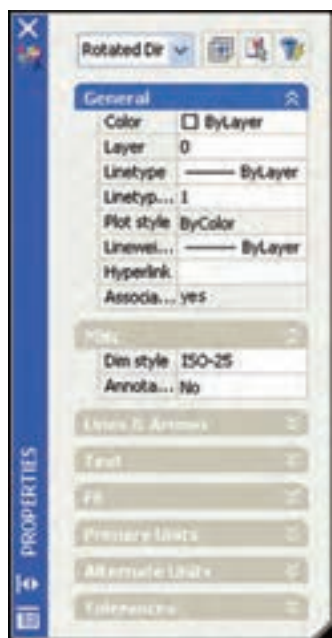 Rotated Dir
General
Color ByLayer
Layer 0
Linetype ByLayer
Linetyp... 1
Plot style ByColor
Linewei... ByLayer
Hyperlink
Associa... yes
Misc
Dim style ISO-25
Annota... No
Lines & Arrows
Text
Fit
Primary Units
Alternate Units
Tolerances
PROPERTIES